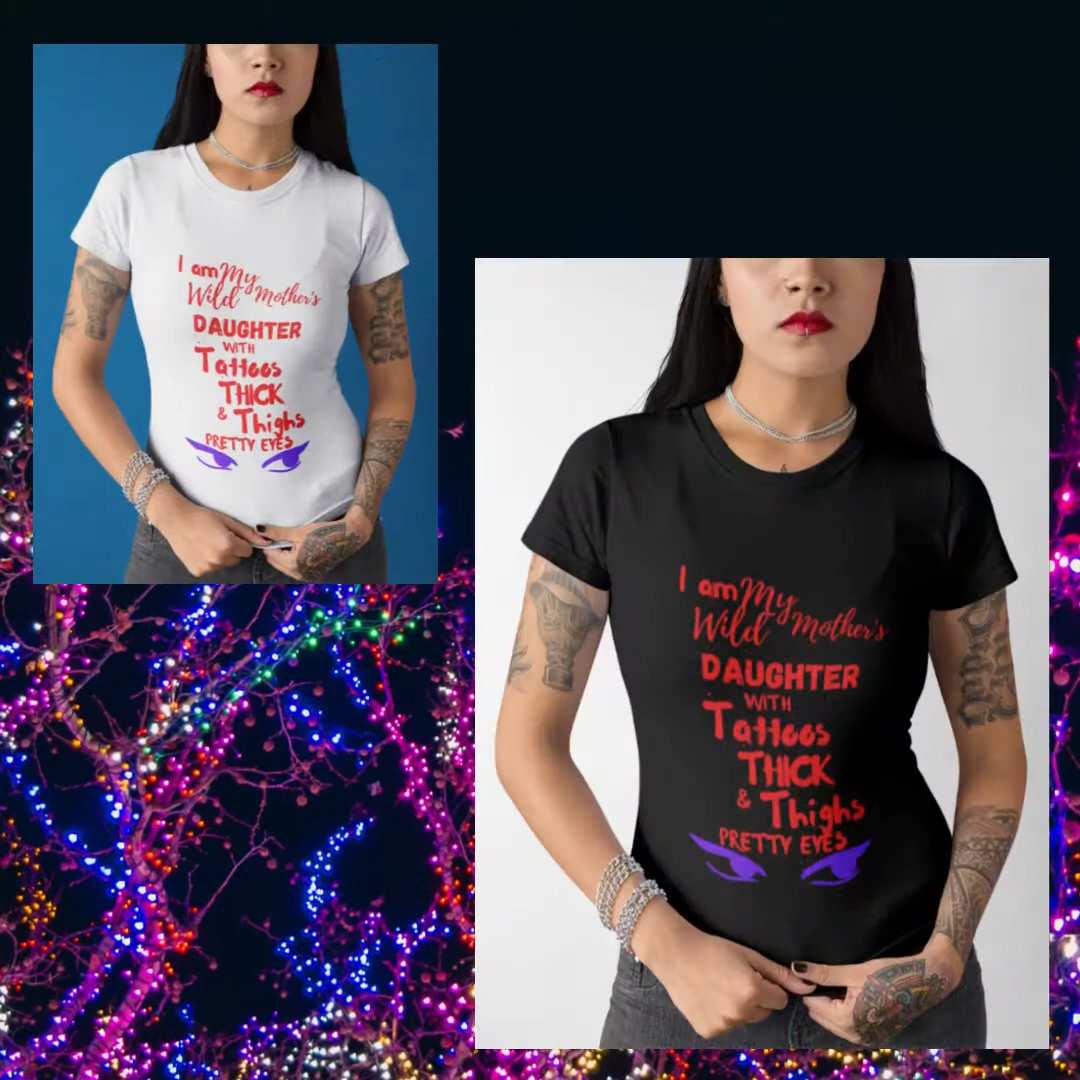 I am My
Wild Mother's
DAUGHTER
WITH
Tattoos
THICK
& Thighs
PRETTY EYES
I am My
Wild Mother's
DAUGHTER
WITH
Tattoos
THICK
& Thighs
PRETTY EYES